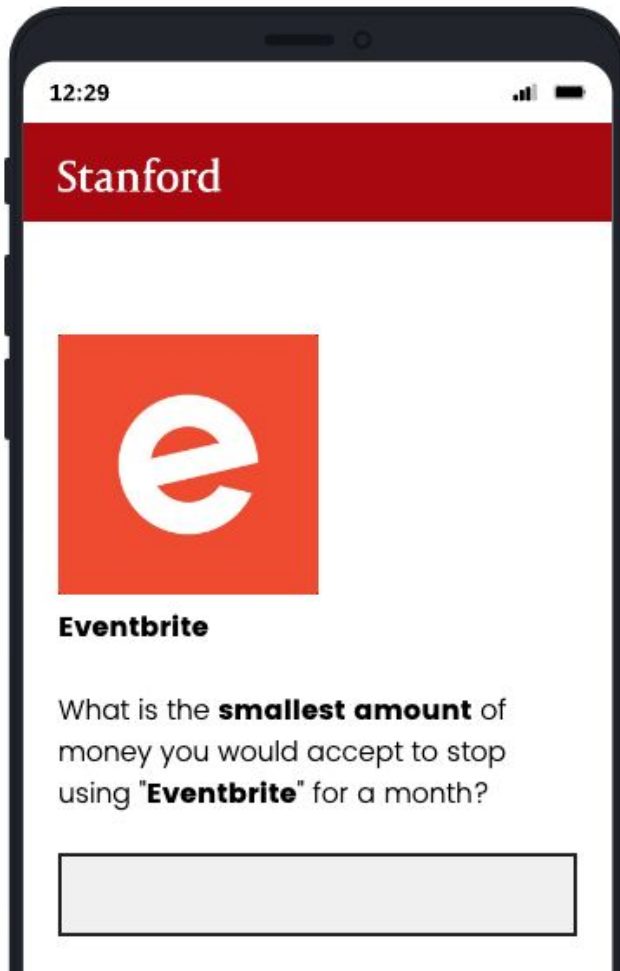 12:29
Stanford
e
Eventbrite
What is the smallest amount of
money you would accept to stop
using "Eventbrite" for a month?